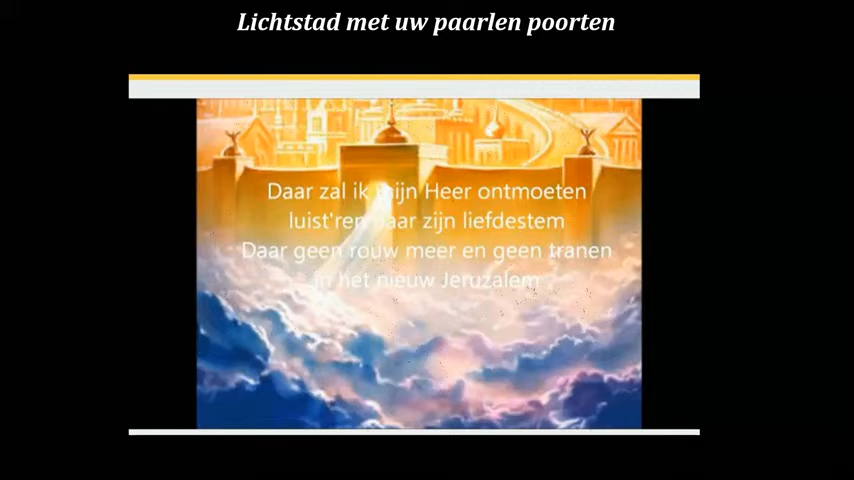 Lichtstad met uw paarlen poorten
Daar zal ik mijn Heer ontmoeten
luist'ren naar zijn liefdestem
Daar geen rouw meer en geen tranen
in het nieuw Jeruzalem